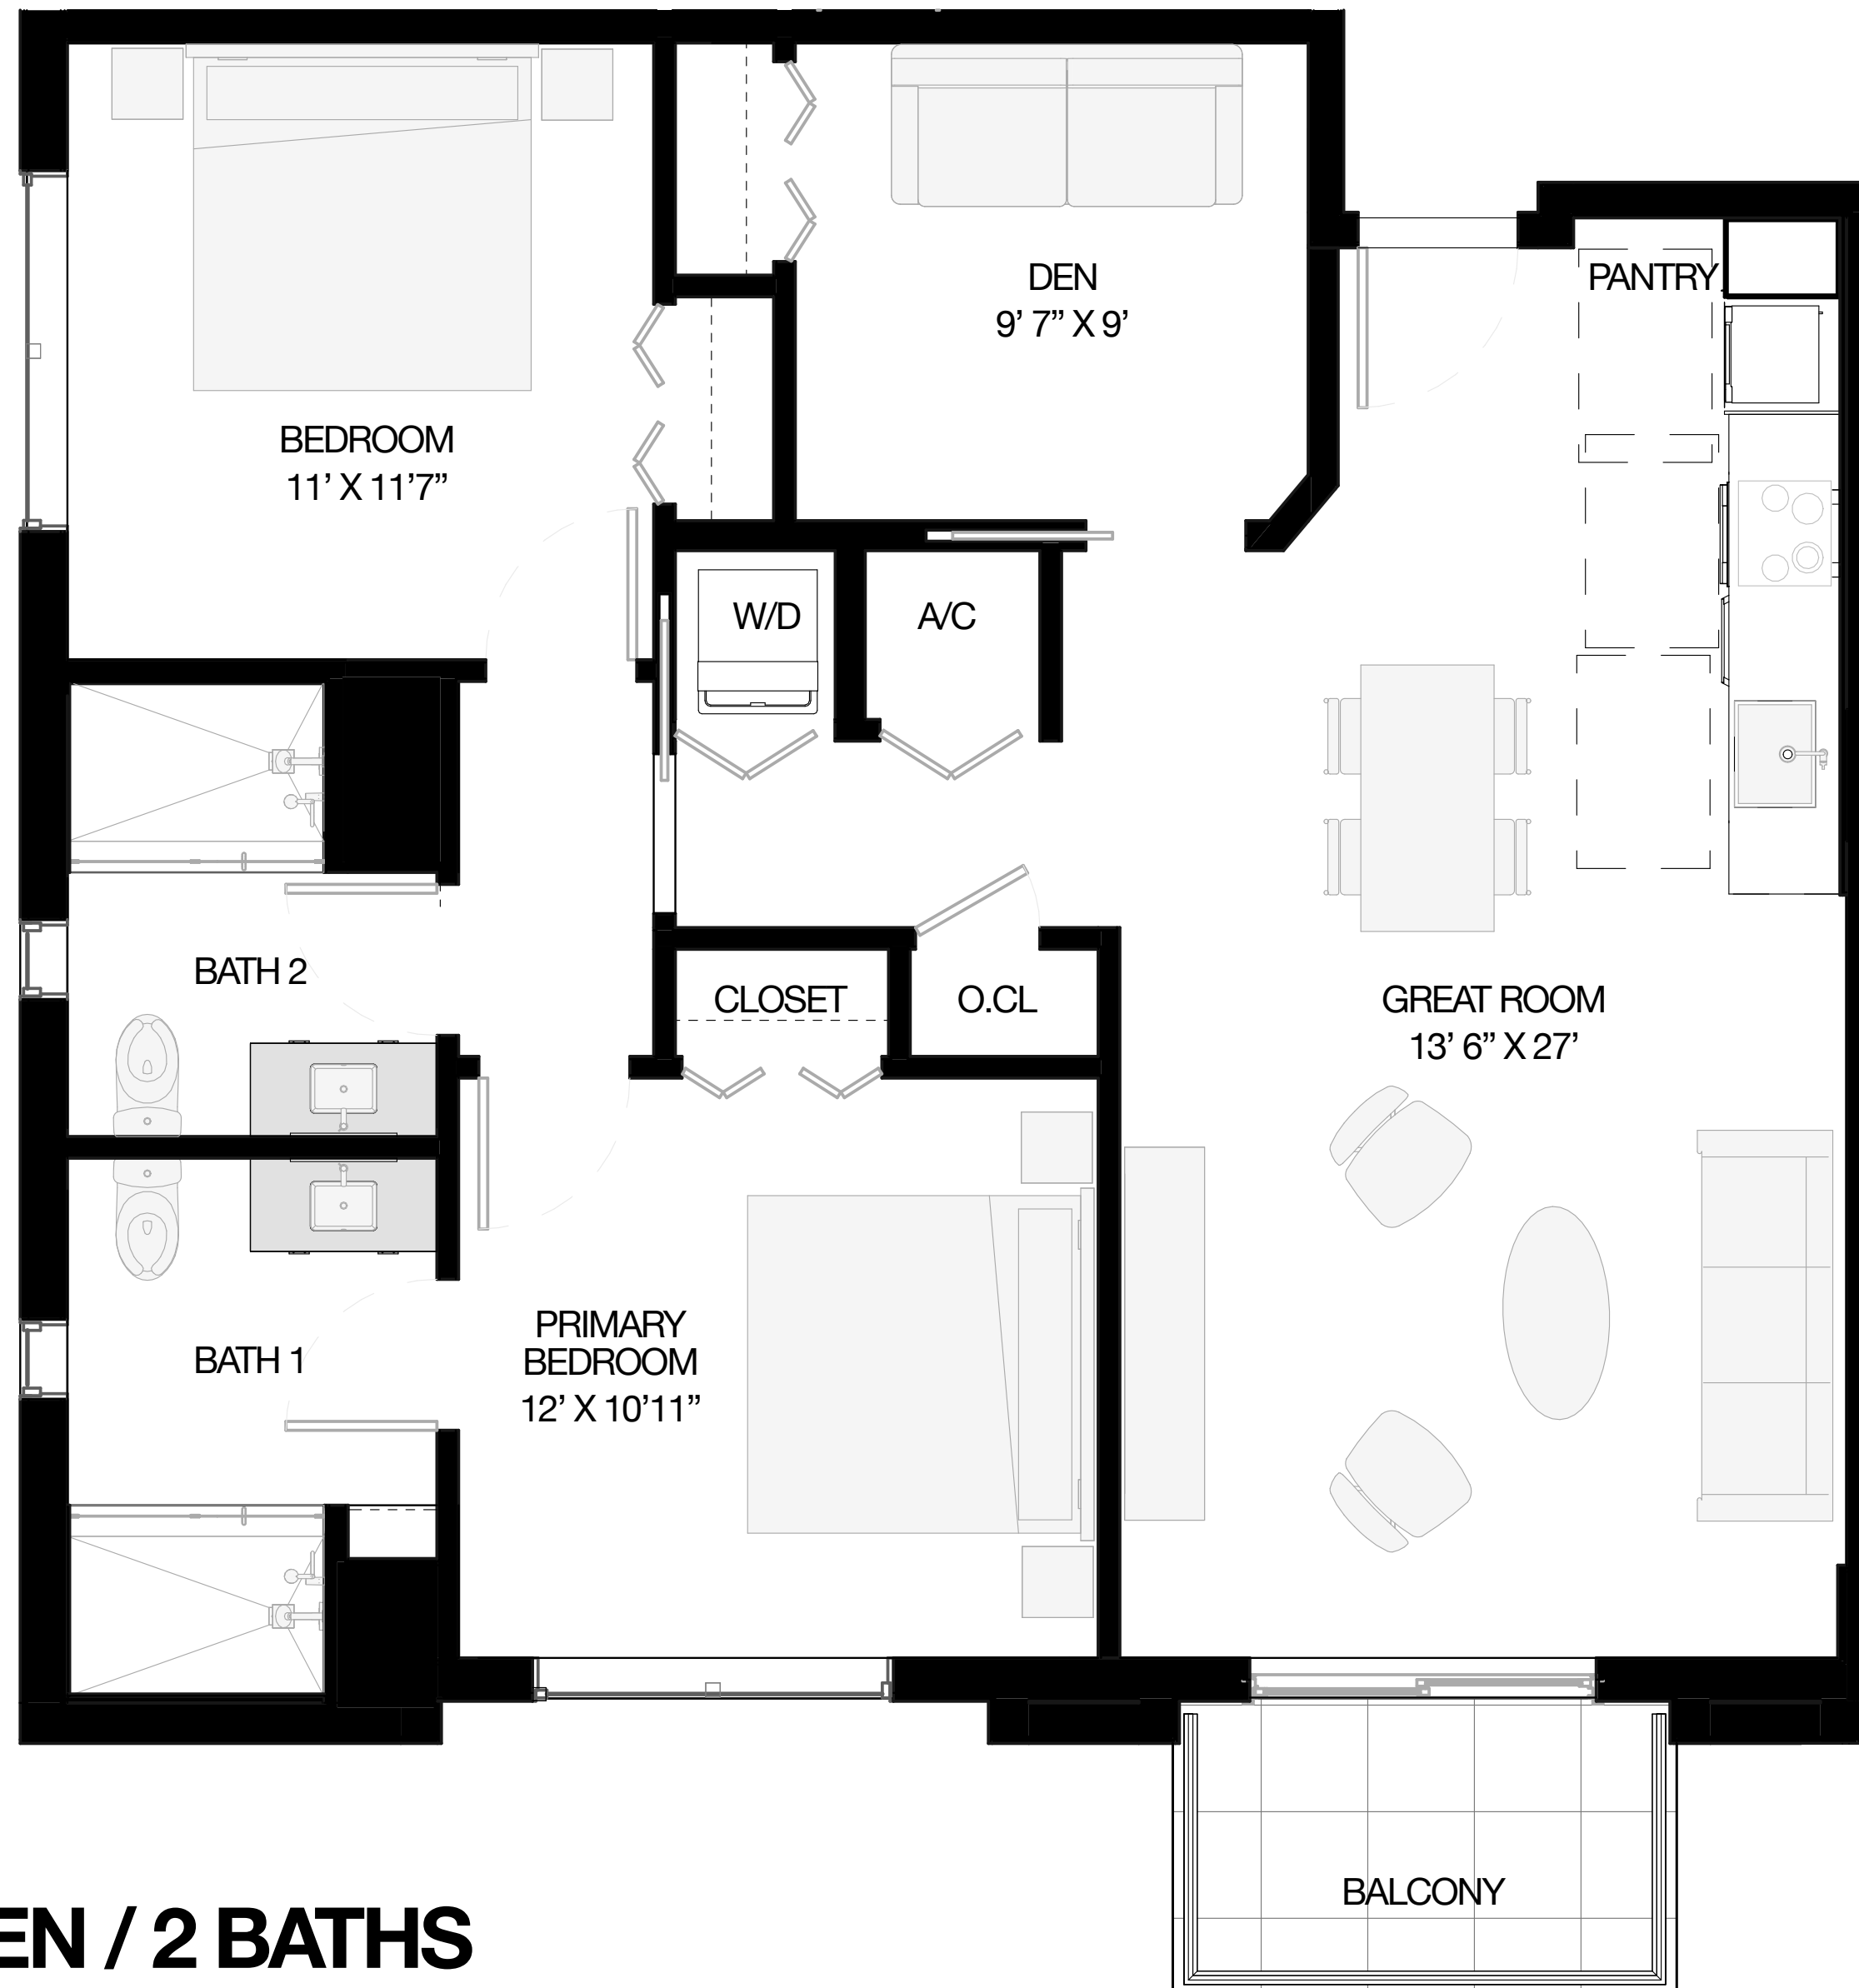 DEN
9’ 7” X 9’
PANTRY
BEDROOM
11’ X 11’7”
W/D
A/C
BATH 2
CLOSET
O.CL
GREAT ROOM
13’ 6” X 27’
PRIMARY
BEDROOM
12’ X 10’11”
BATH 1
BALCONY
EN / 2 BATHS